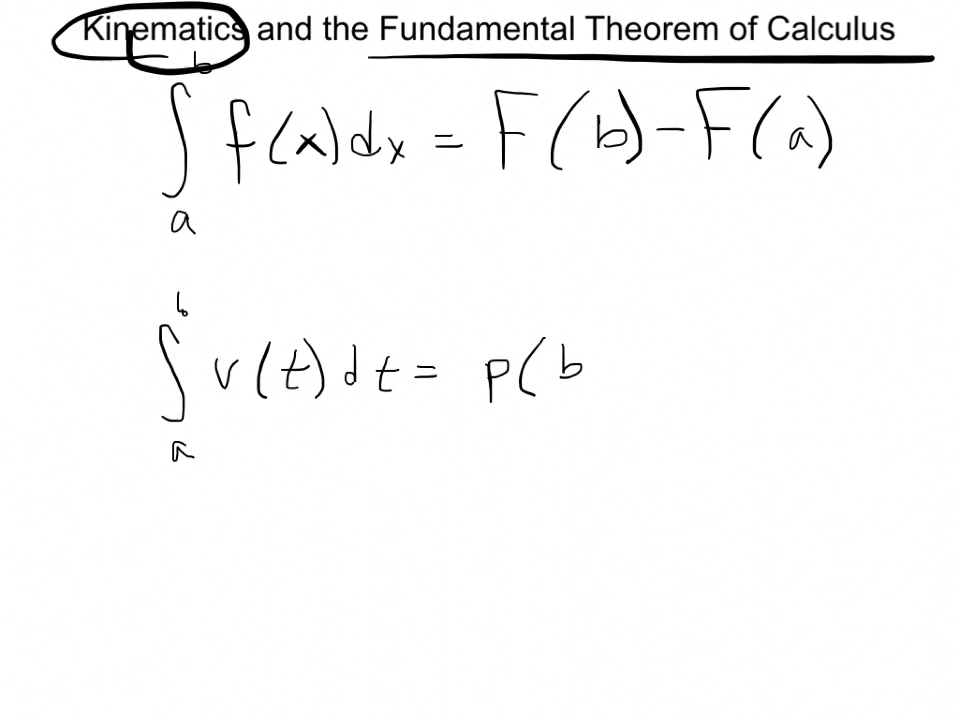 Kinematics and the Fundamental Theorem of Calculus
∫_a^b f(x)dx = F(b) - F(a)
∫_a^b v(t)dt = p(b